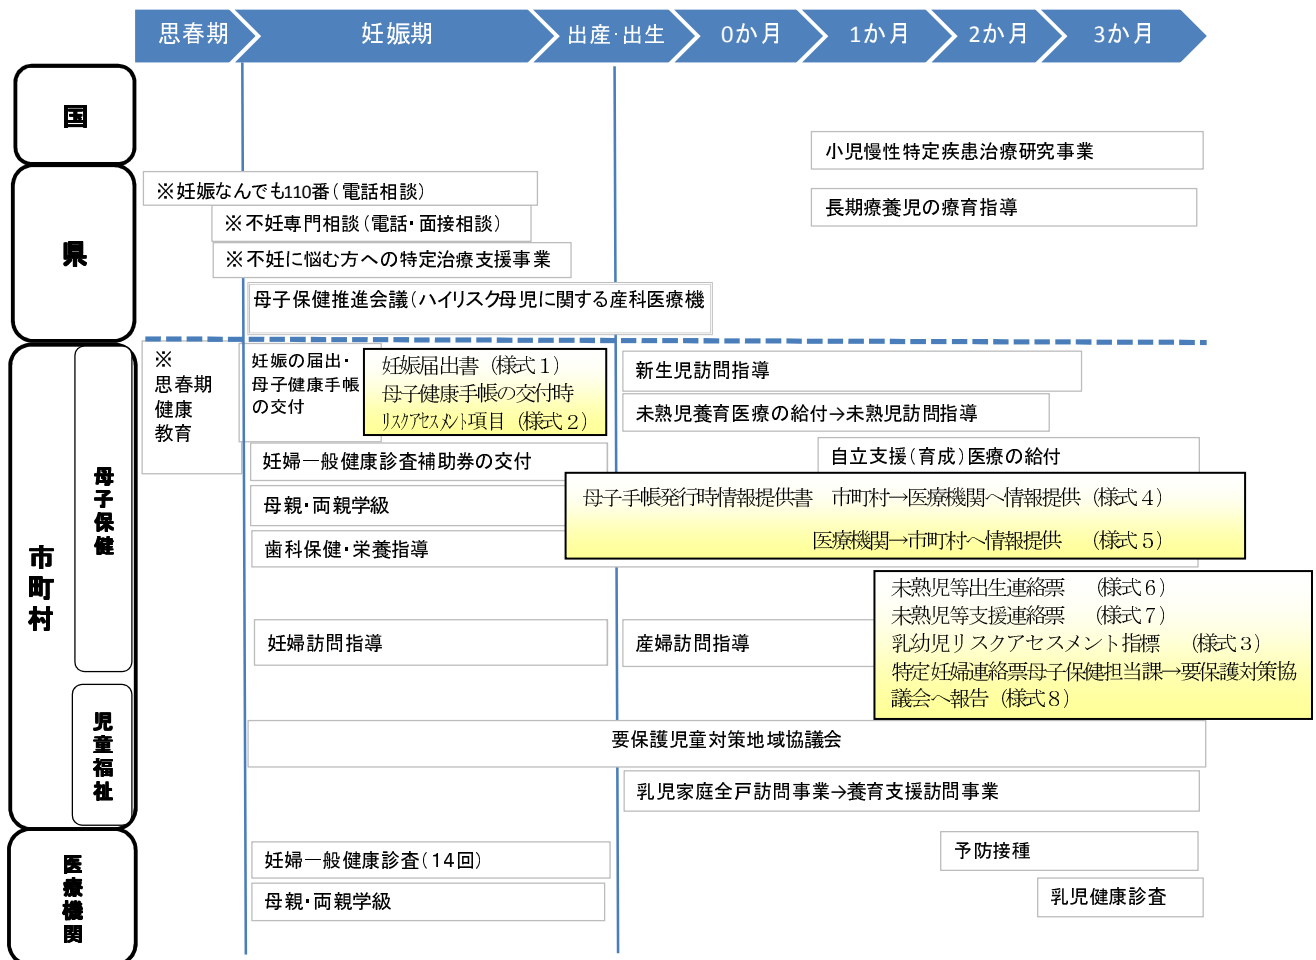 思春期
妊娠期
出産・出生
0か月
1か月
2か月
3か月
国
小児慢性特定疾患治療研究事業
県
※妊娠なんでも110番（電話相談）
長期療養児の療育指導
※不妊専門相談（電話・面接相談）
※不妊に悩む方への特定治療支援事業
母子保健推進会議（ハイリスク母児に関する産科医療機
市町村
母子保健
※
思春期
健康
教育
妊娠の届出・
母子健康手帳
の交付
妊娠届出書（様式１）
母子健康手帳の交付時
リスクアセスメント項目（様式２）
新生児訪問指導
未熟児養育医療の給付→未熟児訪問指導
妊婦一般健康診査補助券の交付
自立支援（育成）医療の給付
母親・両親学級
母子手帳発行時情報提供書　市町村→医療機関へ情報提供（様式４）
医療機関→市町村へ情報提供　（様式５）
歯科保健・栄養指導
未熟児等出生連絡票　（様式６）
未熟児等支援連絡票　（様式７）
乳幼児リスクアセスメント指標　（様式３）
特定妊婦連絡票母子保健担当課→要保護対策協
議会へ報告（様式８）
妊婦訪問指導
産婦訪問指導
児童福祉
要保護児童対策地域協議会
乳児家庭全戸訪問事業→養育支援訪問事業
医療機関
妊婦一般健康診査（14回）
予防接種
母親・両親学級
乳児健康診査